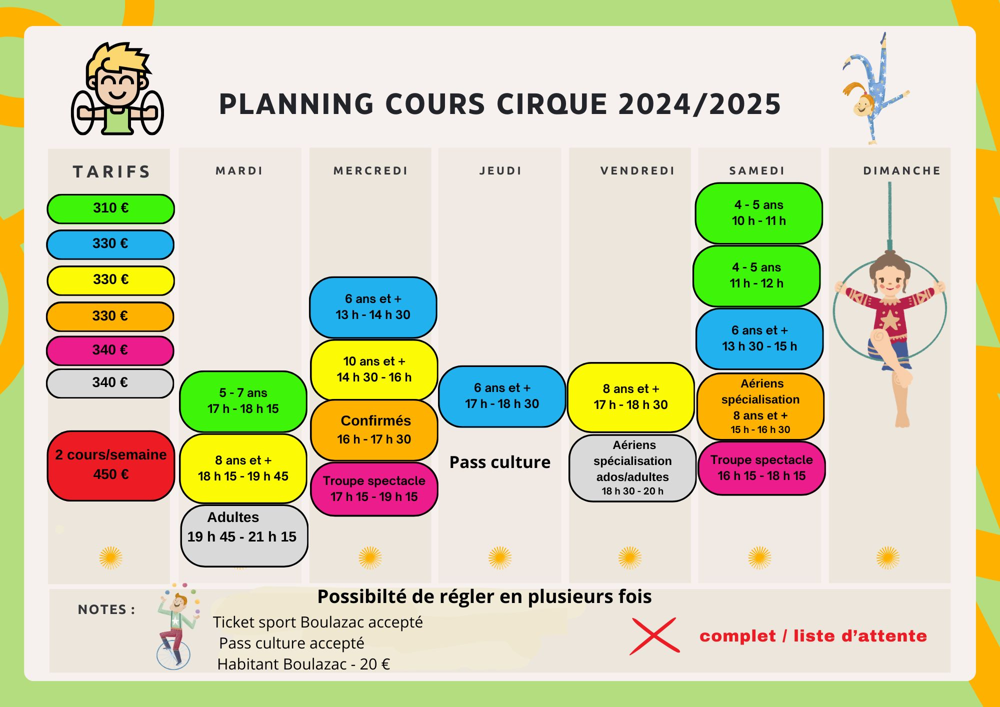 PLANNING COURS CIRQUE 2024/2025
TARIFS
310 €
330 €
330 €
330 €
340 €
340 €
2 cours/semaine
450 €
MARDI
5 - 7 ans
17 h - 18 h 15
8 ans et +
18 h 15 - 19 h 45
Adultes
19 h 45 - 21 h 15
MERCREDI
6 ans et +
13 h - 14 h 30
10 ans et +
14 h 30 - 16 h
Confirmés
16 h - 17 h 30
Troupe spectacle
17 h 15 - 19 h 15
JEUDI
6 ans et +
17 h - 18 h 30
Pass culture
VENDREDI
8 ans et +
17 h - 18 h 30
Aériens
spécialisation
ados/adultes
18 h 30 - 20 h
SAMEDI
4 - 5 ans
10 h - 11 h
4 - 5 ans
11 h - 12 h
6 ans et +
13 h 30 - 15 h
Aériens
spécialisation
8 ans et +
15 h - 16 h 30
Troupe spectacle
16 h 15 - 18 h 15
DIMANCHE
NOTES :
Possibilté de régler en plusieurs fois
Ticket sport Boulazac accepté
Pass culture accepté
Habitant Boulazac - 20 €
complet / liste d'attente